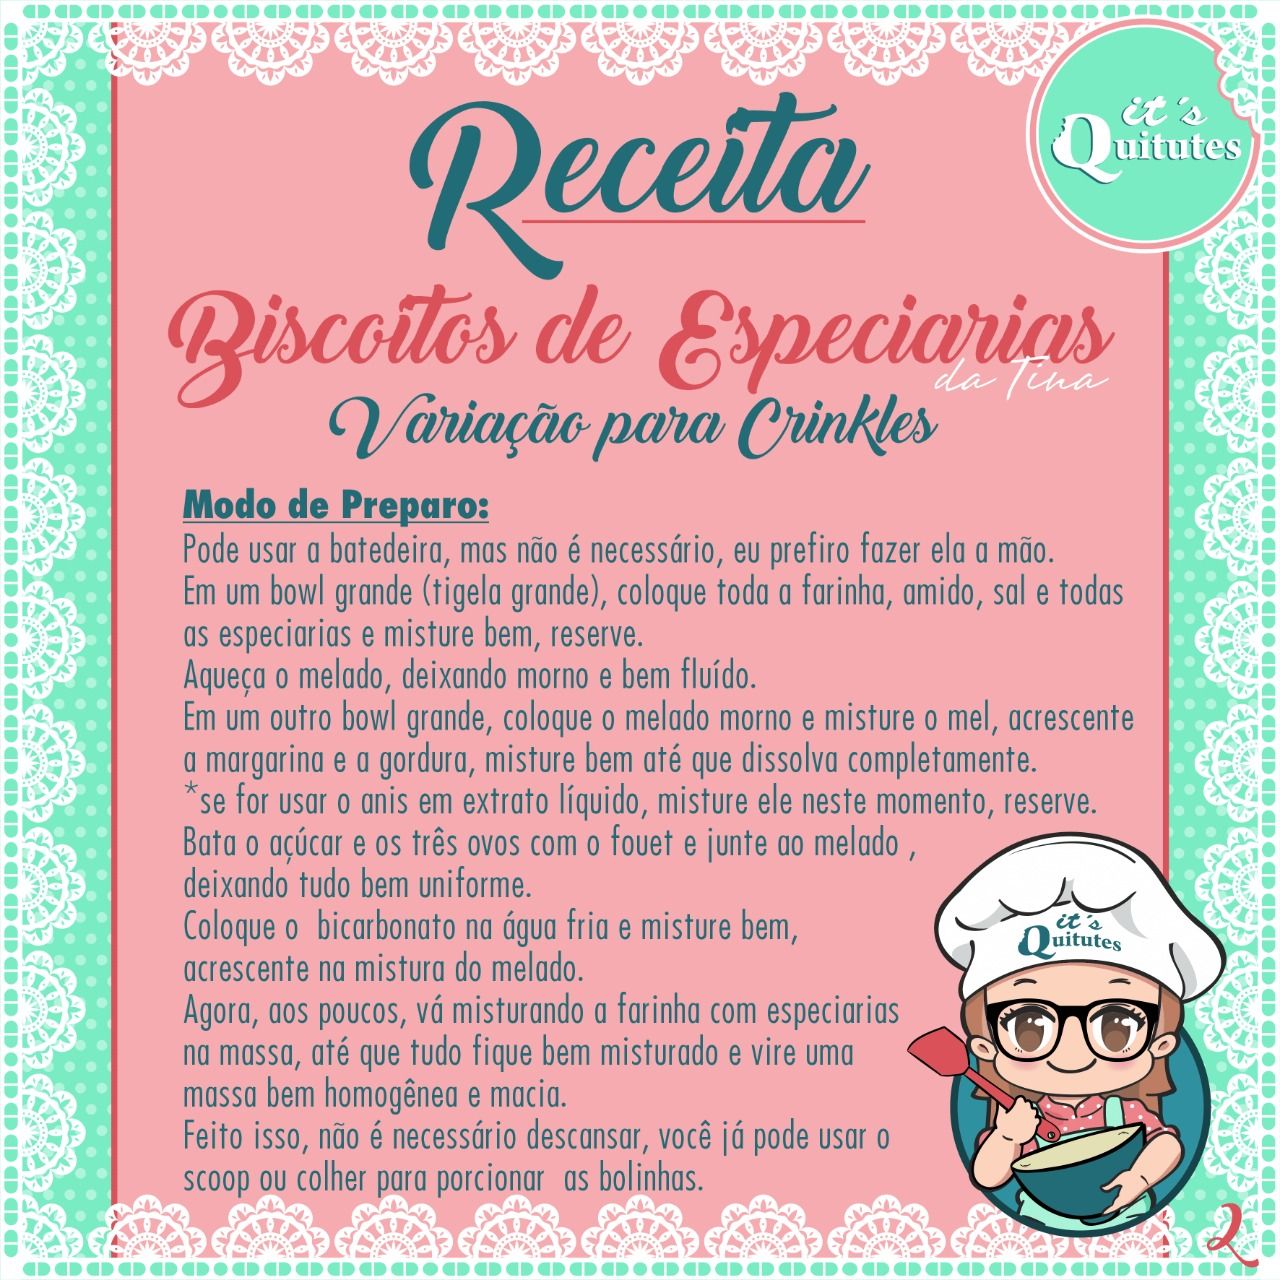 it's
Quitutes
Receita
Biscoitos de Especiarias
da Tina
Variação para Crinkles
Modo de Preparo:
Pode usar a batedeira, mas não é necessário, eu prefiro fazer ela a mão.
Em um bowl grande (tigela grande), coloque toda a farinha, amido, sal e todas
as especiarias e misture bem, reserve.
Aqueça o melado, deixando morno e bem fluído.
Em um outro bowl grande, coloque o melado morno e misture o mel, acrescente
a margarina e a gordura, misture bem até que dissolva completamente.
*se for usar o anis em extrato líquido, misture ele neste momento, reserve.
Bata o açúcar e os três ovos com o fouet e junte ao melado ,
deixando tudo bem uniforme.
Coloque o  bicarbonato na água fria e misture bem,
acrescente na mistura do melado.
Agora, aos poucos, vá misturando a farinha com especiarias
na massa, até que tudo fique bem misturado e vire uma
massa bem homogênea e macia.
Feito isso, não é necessário descansar, você já pode usar o
scoop ou colher para porcionar  as bolinhas.
it's
Quitutes
2